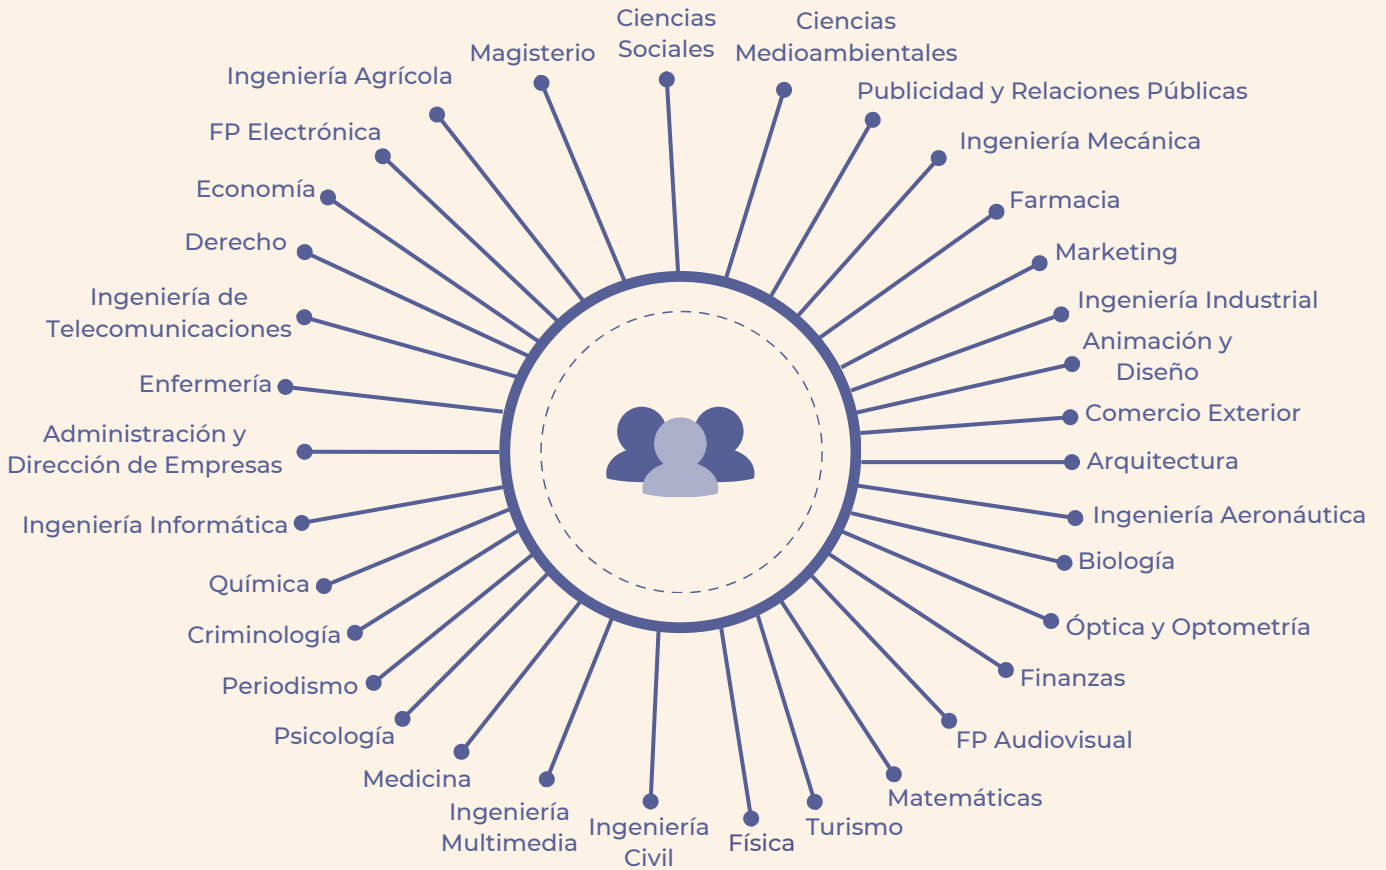 Ciencias
Sociales
Ciencias
Medioambientales
Publicidad y Relaciones Públicas
Ingeniería Mecánica
Farmacia
Marketing
Ingeniería Industrial
Animación y
Diseño
Comercio Exterior
Arquitectura
Ingeniería Aeronáutica
Biología
Óptica y Optometría
Finanzas
FP Audiovisual
Matemáticas
Turismo
Física
Ingeniería
Civil
Ingeniería
Multimedia
Medicina
Psicología
Periodismo
Criminología
Química
Ingeniería Informática
Administración y
Dirección de Empresas
Enfermería
Ingeniería de
Telecomunicaciones
Derecho
Economía
FP Electrónica
Ingeniería Agrícola
Magisterio